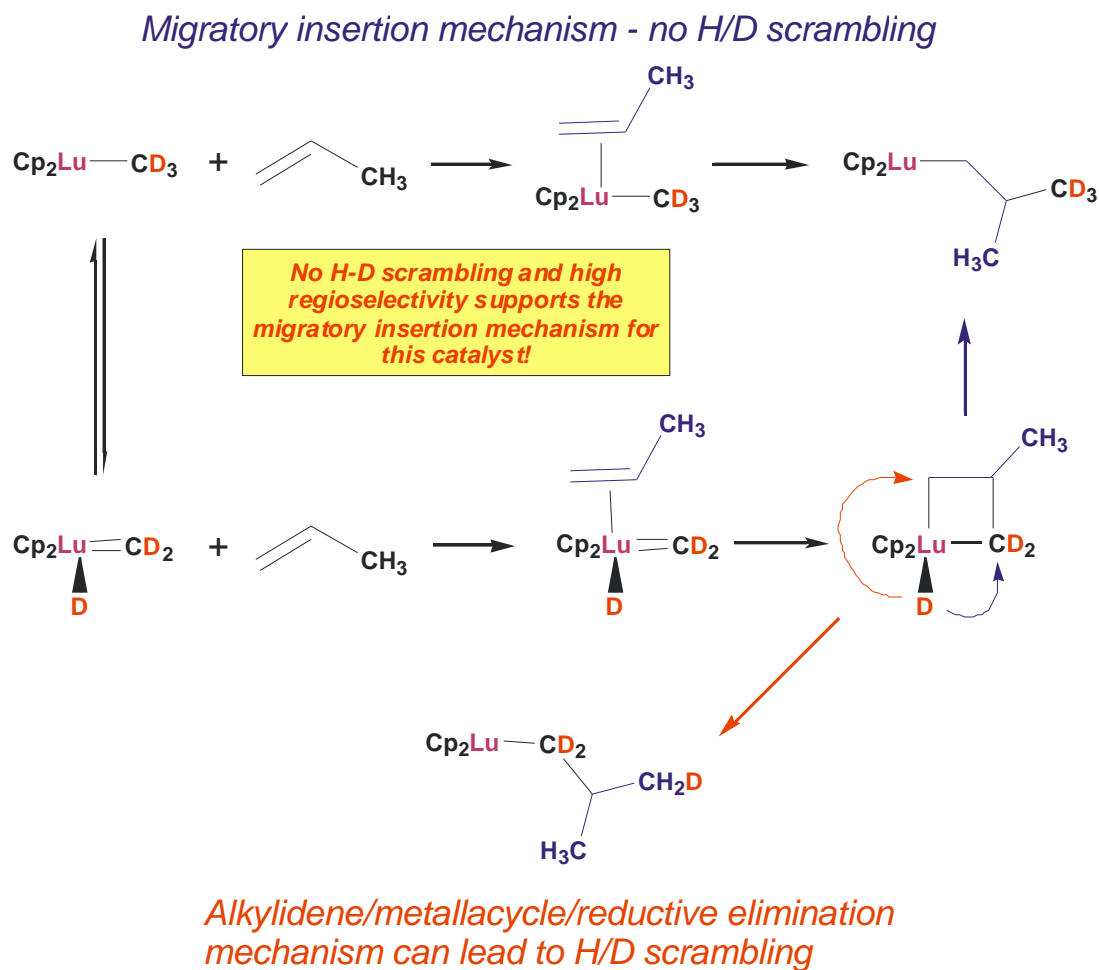 Migratory insertion mechanism - no H/D scrambling
CH₃
Cp₂Lu CD₃ + CH₃ Cp₂Lu CD₃ Cp₂Lu CD₃
H₃C
No H-D scrambling and high
regioselectivity supports the
migratory insertion mechanism for
this catalyst!
CH₃
CH₃
Cp₂Lu CD₂ + CH₃ Cp₂Lu CD₂ Cp₂Lu CD₂
D D D
Cp₂Lu CD₂
CH₂D
H₃C
Alkylidene/metallacycle/reductive elimination
mechanism can lead to H/D scrambling